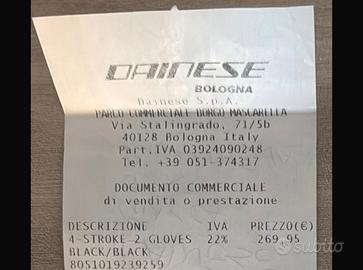 DAINESE
BOLOGNA
Dainese S.p.A.
PARCO COMMERCIALE BORGO MASCARELLA
Via Stalingrado, 71/5b
40128 Bologna Italy
Part.IVA 03924090248
Tel. +39 051-374317
DOCUMENTO COMMERCIALE
di vendita o prestazione
DESCRIZIONE IVA PREZZO(€)
4-STROKE 2 GLOVES 22% 269,95
BLACK/BLACK
8051019239259
subito